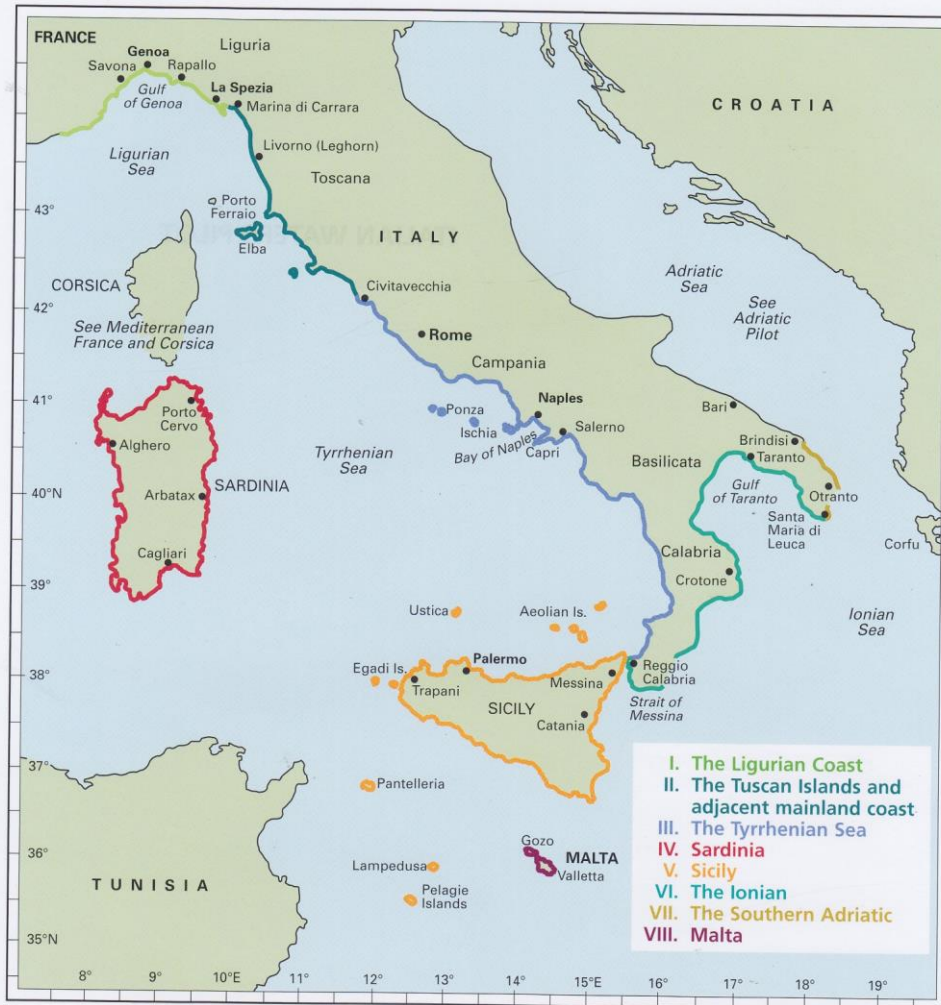 FRANCE
Genoa
Liguria
Savona
Rapallo
Gulf
of Genoa
La Spezia
Marina di Carrara
CROATIA
Ligurian
Sea
Livorno (Leghorn)
Toscana
43°
Porto
Ferraio
Elba
ITALY
CORSICA
Adriatic
Sea
42°
Civitavecchia
See
Adriatic
Pilot
See Mediterranean
France and Corsica
Rome
Campania
41°
Porto
Cervo
Ponza
Naples
Bari
Alghero
Ischia
Salerno
Brindisi
Bay of Naples
Capri
Taranto
Tyrrhenian
Sea
Basilicata
Gulf
of Taranto
40°N
Arbatax
SARDINIA
Otranto
Santa
Maria di
Leuca
Corfu
Cagliari
Calabria
Crotone
39°
Ustica
Aeolian Is.
Ionian
Sea
38°
Egadi Is.
Palermo
Reggio
Calabria
Trapani
Messina
SICILY
Strait of
Messina
Catania
37°
Pantelleria
I. The Ligurian Coast
II. The Tuscan Islands and
adjacent mainland coast
III. The Tyrrhenian Sea
IV. Sardinia
V. Sicily
VI. The Ionian
VII. The Southern Adriatic
VIII. Malta
36°
Gozo
MALTA
Valletta
Lampedusa
TUNISIA
Pelagie
Islands
35°N
8° 9° 10°E 12° 13° 14° 15° 16° 17° 18° 19°